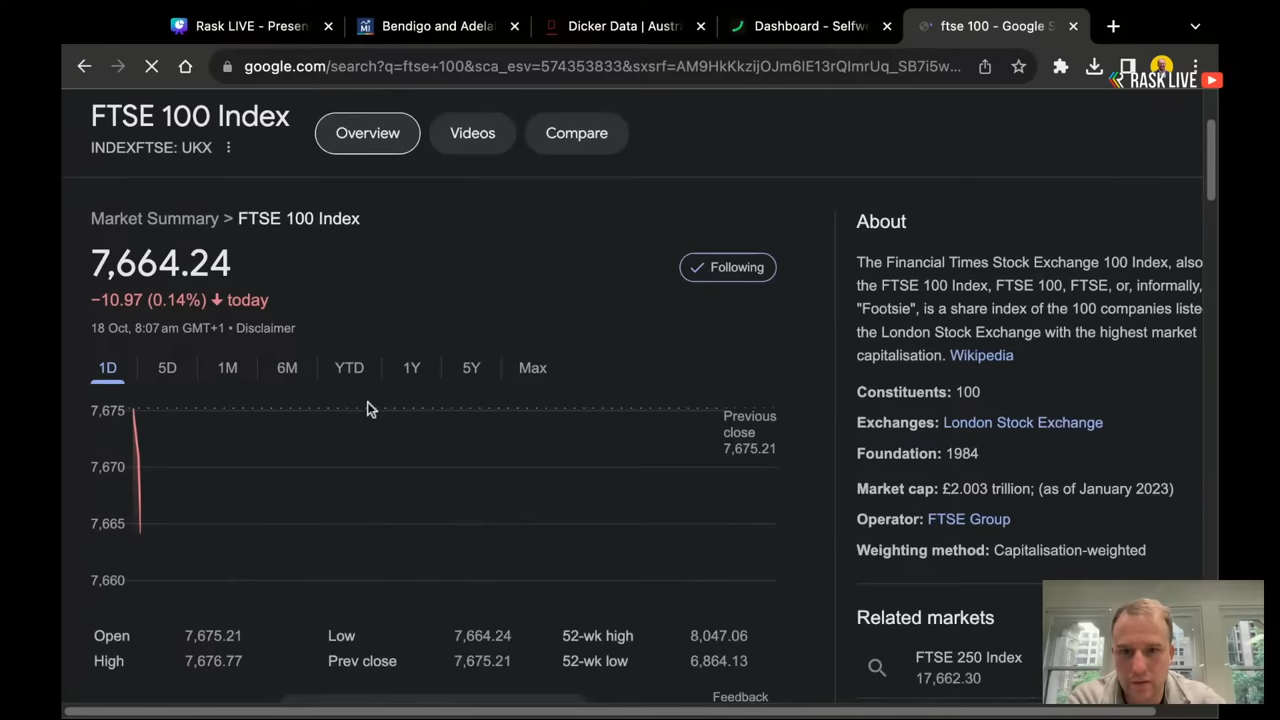 Rask LIVE - Presen
Bendigo and Adelai
Dicker Data | Austra
Dashboard - Selfwe
ftse 100 - Google S
google.com/search?q=ftse+100&sca_esv=574353833&sxsrf=AM9HkKkzijOJm6lE13rQlmrUq_SB7i5w...
RASK LIVE
FTSE 100 Index
INDEXFTSE: UKX
Overview
Videos
Compare
Market Summary > FTSE 100 Index
7,664.24
Following
−10.97 (0.14%) today
18 Oct, 8:07 am GMT+1 • Disclaimer
1D 5D 1M 6M YTD 1Y 5Y Max
7,675
7,670
7,665
7,660
Previous
close
7,675.21
Open 7,675.21 Low 7,664.24 52-wk high 8,047.06
High 7,676.77 Prev close 7,675.21 52-wk low 6,864.13
Feedback
About
The Financial Times Stock Exchange 100 Index, also
the FTSE 100 Index, FTSE 100, FTSE, or, informally,
"Footsie", is a share index of the 100 companies liste
the London Stock Exchange with the highest market
capitalisation. Wikipedia
Constituents: 100
Exchanges: London Stock Exchange
Foundation: 1984
Market cap: £2.003 trillion; (as of January 2023)
Operator: FTSE Group
Weighting method: Capitalisation-weighted
Related markets
FTSE 250 Index
17,662.30